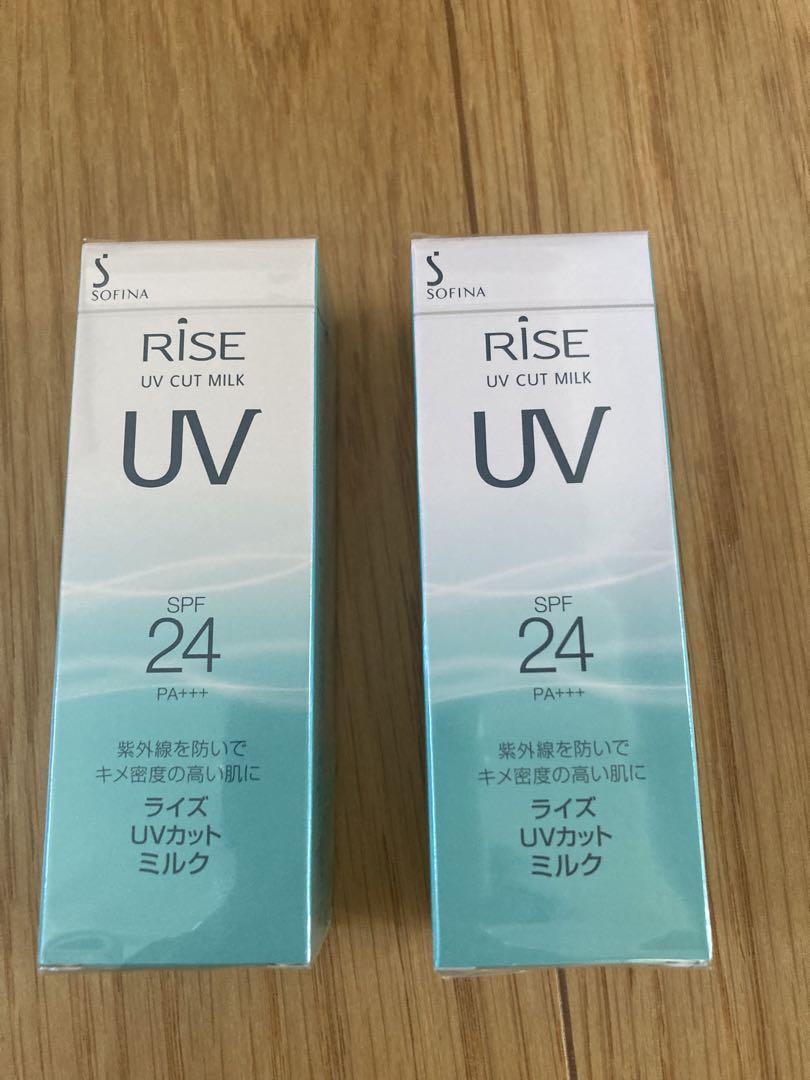 SOFINA
RISE
UV CUT MILK
UV
SPF
24
PA+++
紫外線を防いで
キメ密度の高い肌に
ライズ
UVカット
ミルク
SOFINA
RISE
UV CUT MILK
UV
SPF
24
PA+++
紫外線を防いで
キメ密度の高い肌に
ライズ
UVカット
ミルク